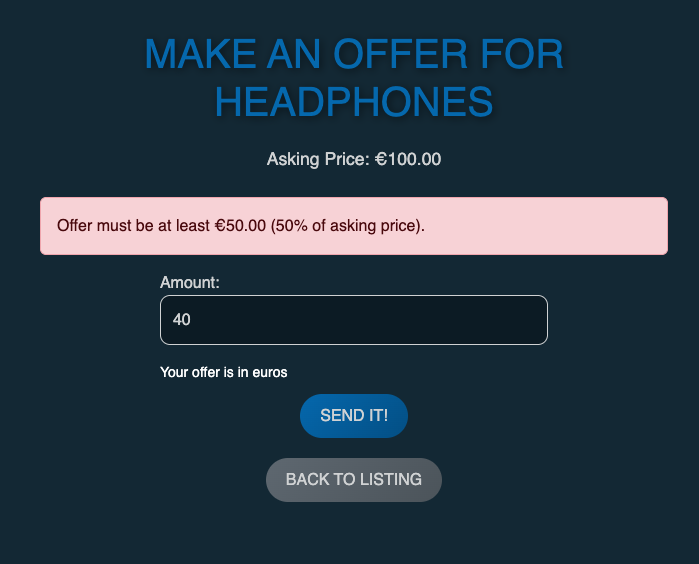 MAKE AN OFFER FOR
HEADPHONES
Asking Price: €100.00
Offer must be at least €50.00 (50% of asking price).
Amount:
40
Your offer is in euros
SEND IT!
BACK TO LISTING